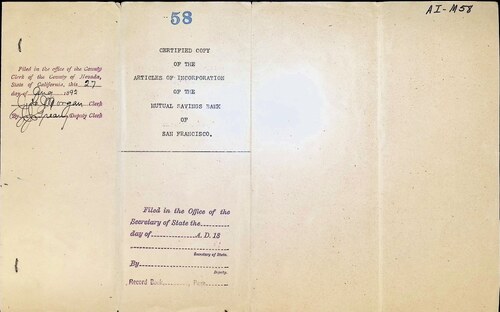 58
AI-M58
Filed in the office of the County
Clerk of the County of Nevada,
State of California, this 27
day of June 1892
Morgan Clerk
By Deputy Clerk
CERTIFIED COPY
OF THE
ARTICLES OF INCORPORATION
OF THE
MUTUAL SAVINGS BANK
OF
SAN FRANCISCO.
Filed in the Office of the
Secretary of State the
day of A. D. 18
Secretary of State.
By
Deputy.
Record Book Page